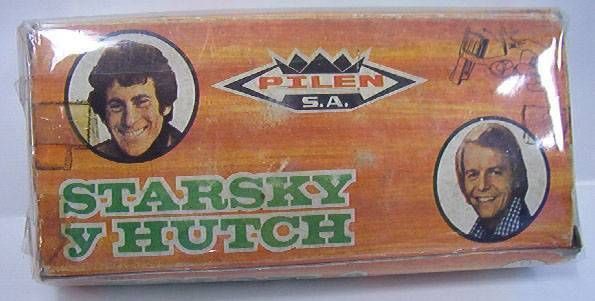 PILEN
S.A.
STARSKY
y HUTCH